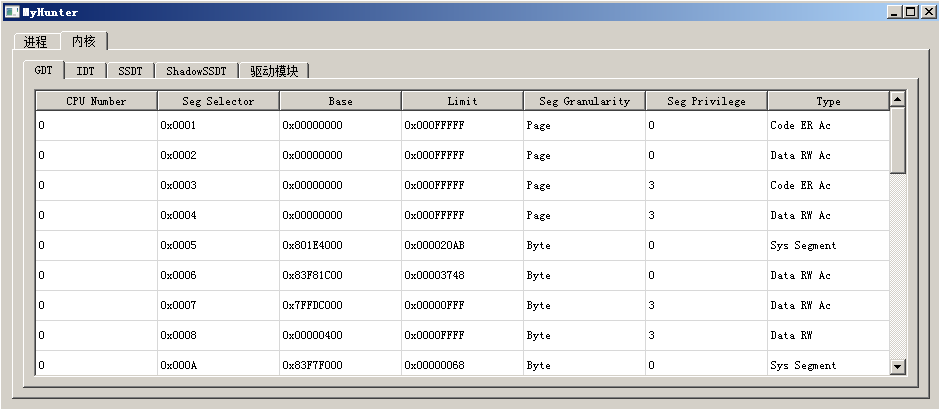 MyHunter
进程 内核
GDT IDT SSDT ShadowSSDT 驱动模块
CPU Number Seg Selector Base Limit Seg Granularity Seg Privilege Type
0 0x0001 0x00000000 0x000FFFFF Page 0 Code ER Ac
0 0x0002 0x00000000 0x000FFFFF Page 0 Data RW Ac
0 0x0003 0x00000000 0x000FFFFF Page 3 Code ER Ac
0 0x0004 0x00000000 0x000FFFFF Page 3 Data RW Ac
0 0x0005 0x801E4000 0x000020AB Byte 0 Sys Segment
0 0x0006 0x83F81C00 0x00003748 Byte 0 Data RW Ac
0 0x0007 0x7FFDC000 0x00000FFF Byte 3 Data RW Ac
0 0x0008 0x00000400 0x0000FFFF Byte 3 Data RW
0 0x000A 0x83F7F000 0x00000068 Byte 0 Sys Segment